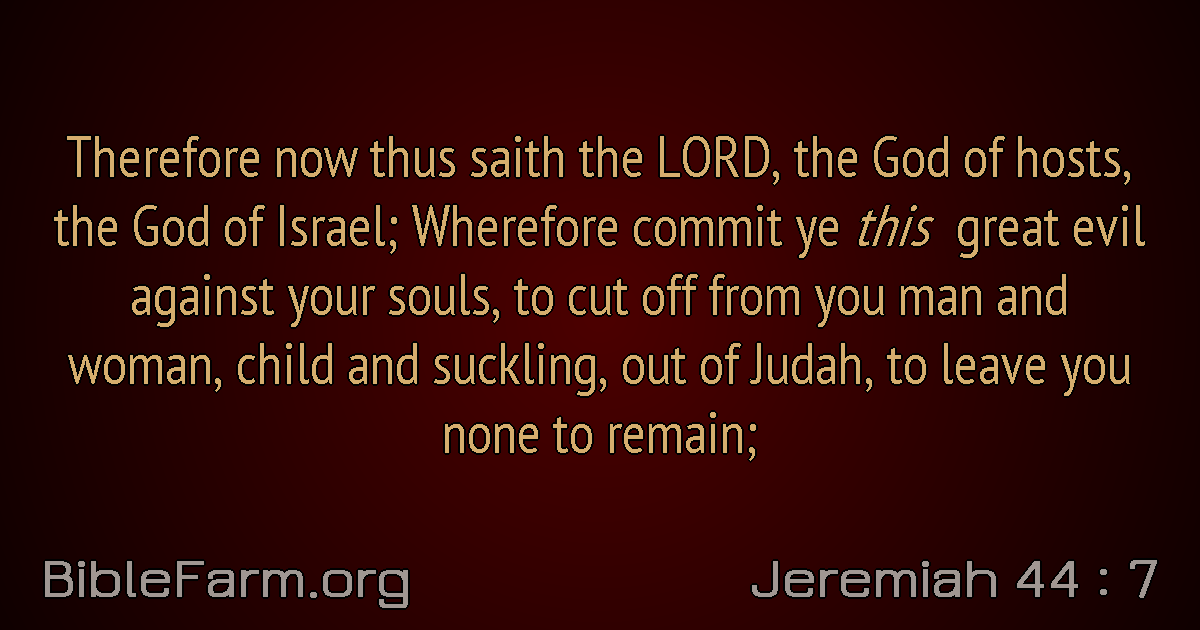 Therefore now thus saith the LORD, the God of hosts,
the God of Israel; Wherefore commit ye this great evil
against your souls, to cut off from you man and
woman, child and suckling, out of Judah, to leave you
none to remain;
BibleFarm.org
Jeremiah 44 : 7